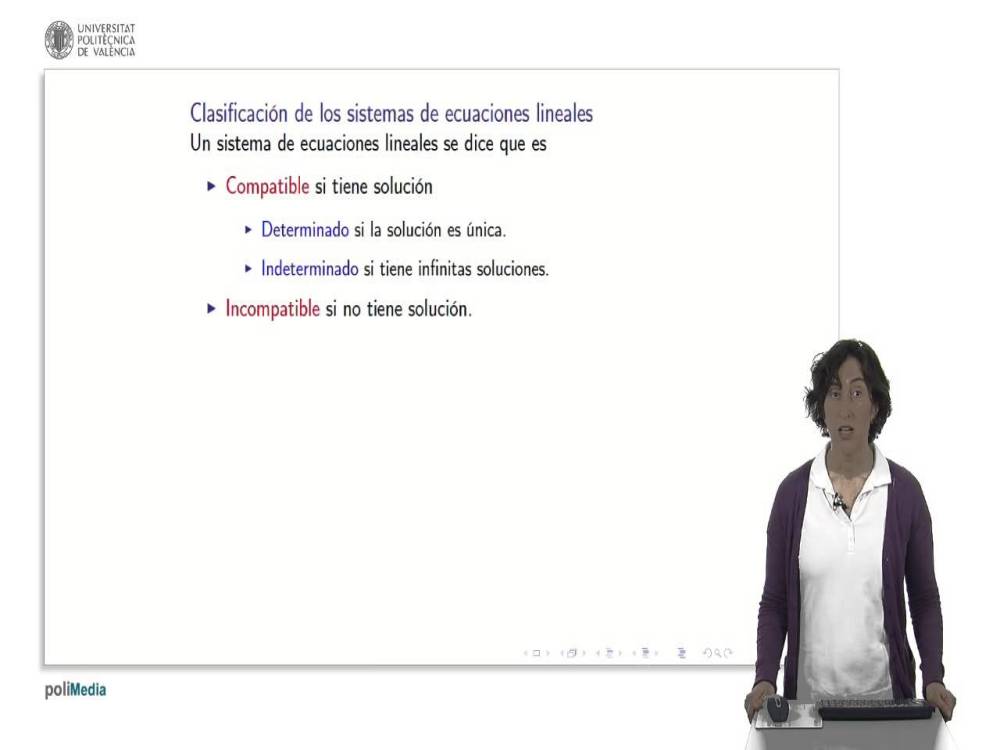 UNIVERSITAT
POLITÈCNICA
DE VALÈNCIA
Clasificación de los sistemas de ecuaciones lineales
Un sistema de ecuaciones lineales se dice que es
Compatible si tiene solución
Determinado si la solución es única.
Indeterminado si tiene infinitas soluciones.
Incompatible si no tiene solución.
poliMedia